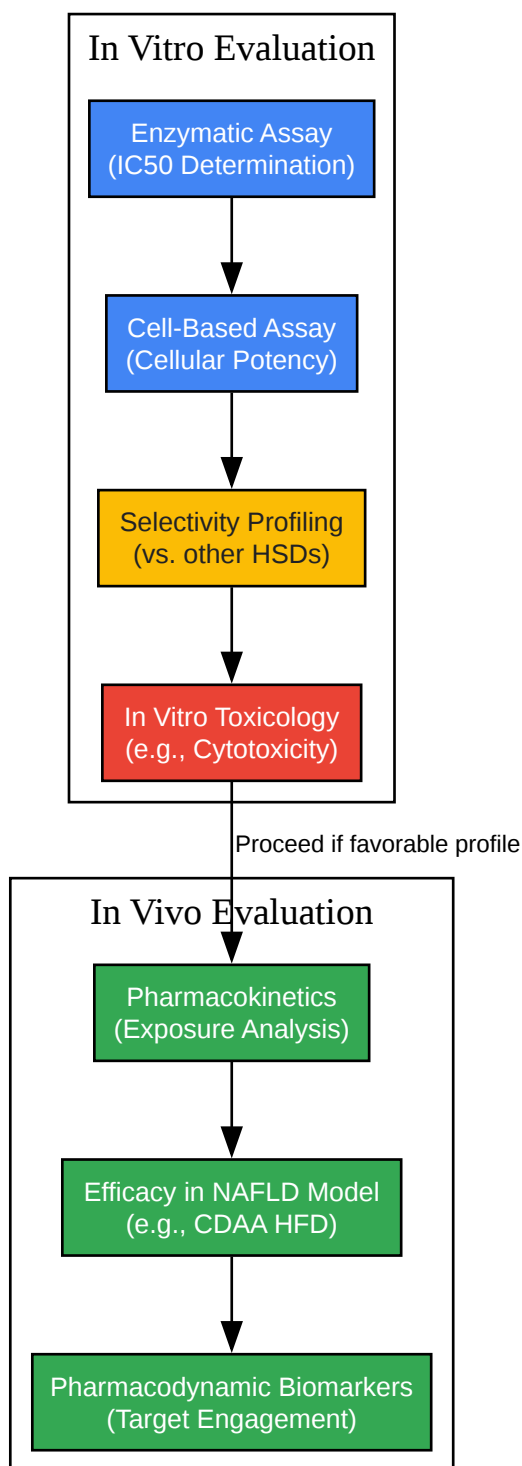 In Vitro Evaluation
Enzymatic Assay
(IC50 Determination)
Cell-Based Assay
(Cellular Potency)
Selectivity Profiling
(vs. other HSDs)
In Vitro Toxicology
(e.g., Cytotoxicity)
Proceed if favorable profile
In Vivo Evaluation
Pharmacokinetics
(Exposure Analysis)
Efficacy in NAFLD Model
(e.g., CDAA HFD)
Pharmacodynamic Biomarkers
(Target Engagement)